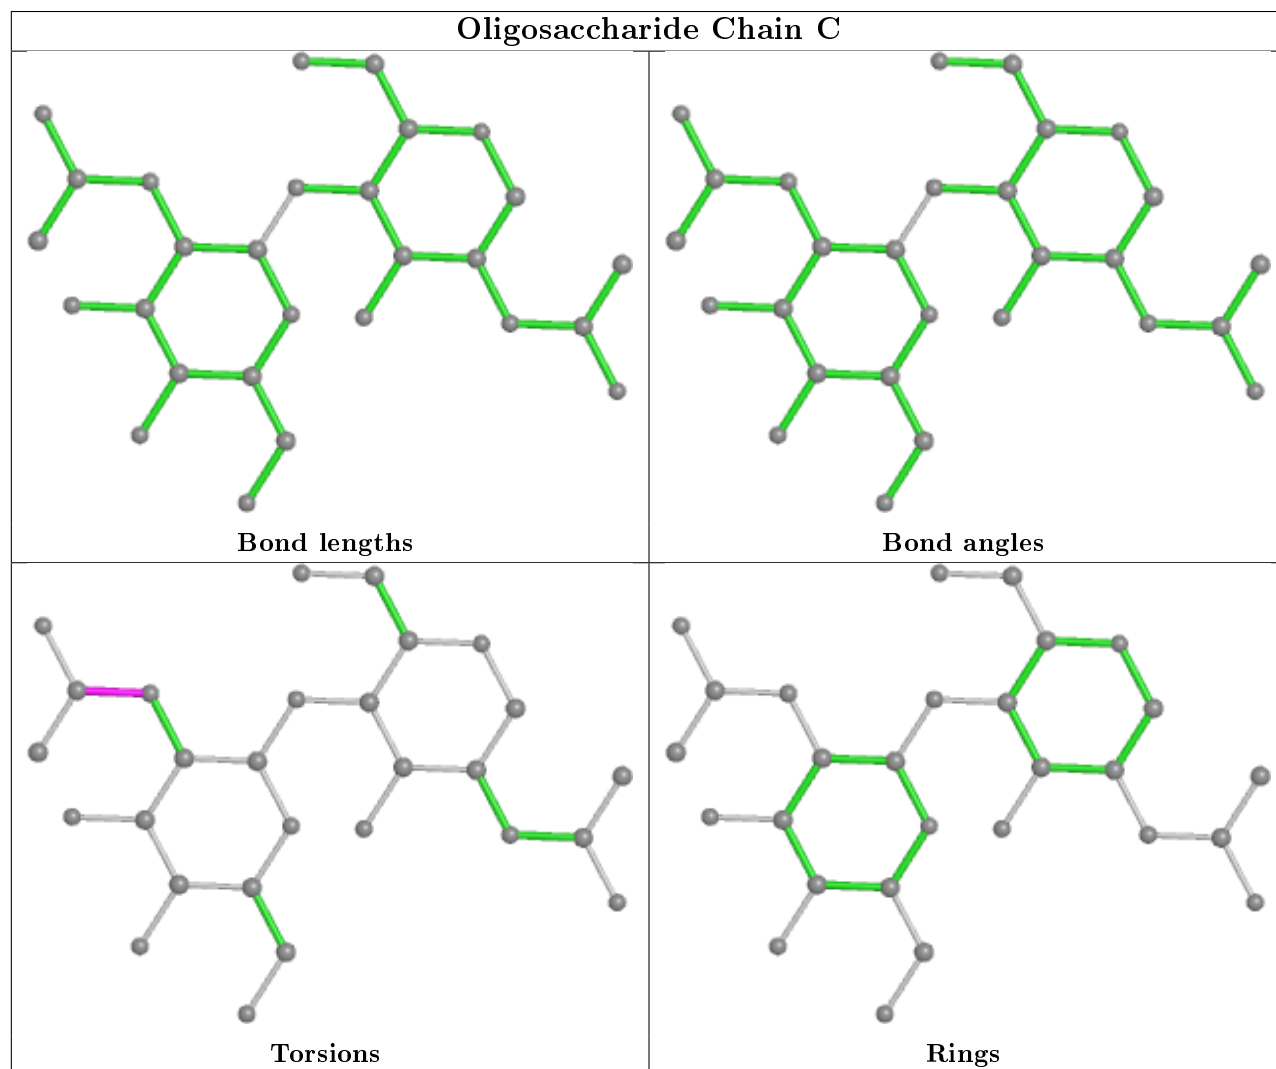 Oligosaccharide Chain C
Bond lengths
Bond angles
Torsions
Rings